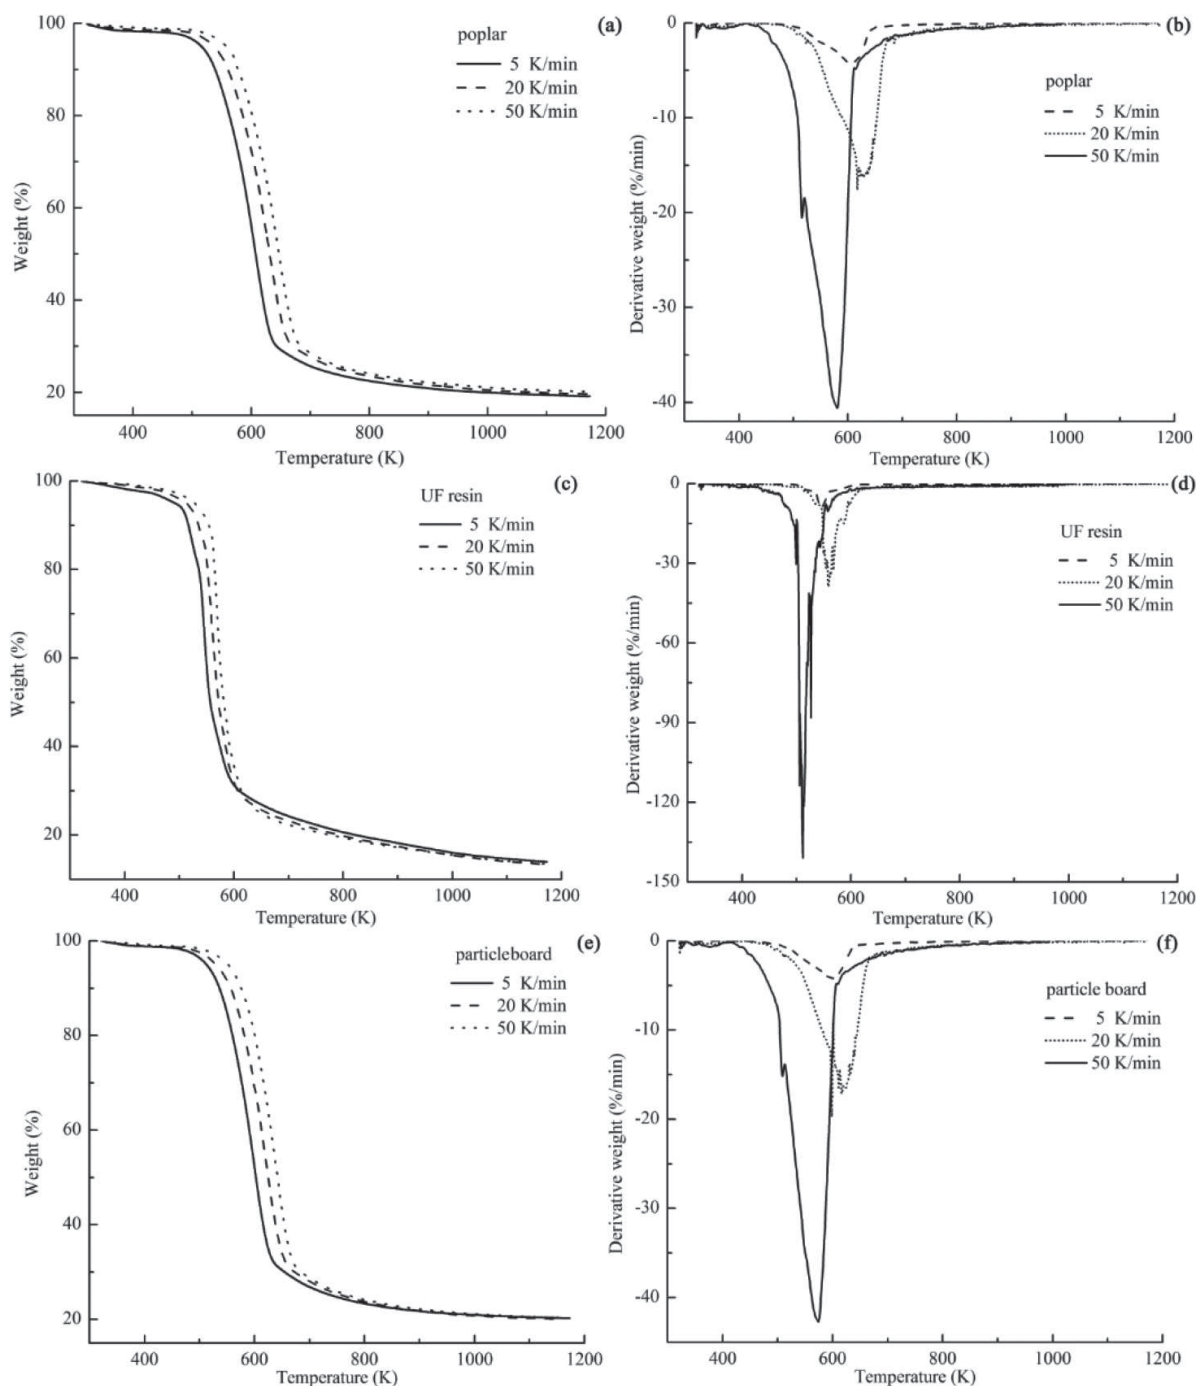 (a)
poplar
5 K/min
20 K/min
50 K/min
Weight (%)
100
80
60
40
20
400 600 800 1000 1200
Temperature (K)
(b)
poplar
5 K/min
20 K/min
50 K/min
Derivative weight (%/min)
0
-10
-20
-30
-40
400 600 800 1000 1200
Temperature (K)
(c)
UF resin
5 K/min
20 K/min
50 K/min
Weight (%)
100
80
60
40
20
400 600 800 1000 1200
Temperature (K)
(d)
UF resin
5 K/min
20 K/min
50 K/min
Derivative weight (%/min)
0
-30
-60
-90
-120
-150
400 600 800 1000 1200
Temperature (K)
(e)
particleboard
5 K/min
20 K/min
50 K/min
Weight (%)
100
80
60
40
20
400 600 800 1000 1200
Temperature (K)
(f)
particle board
5 K/min
20 K/min
50 K/min
Derivative weight (%/min)
0
-10
-20
-30
-40
400 600 800 1000 1200
Temperature (K)